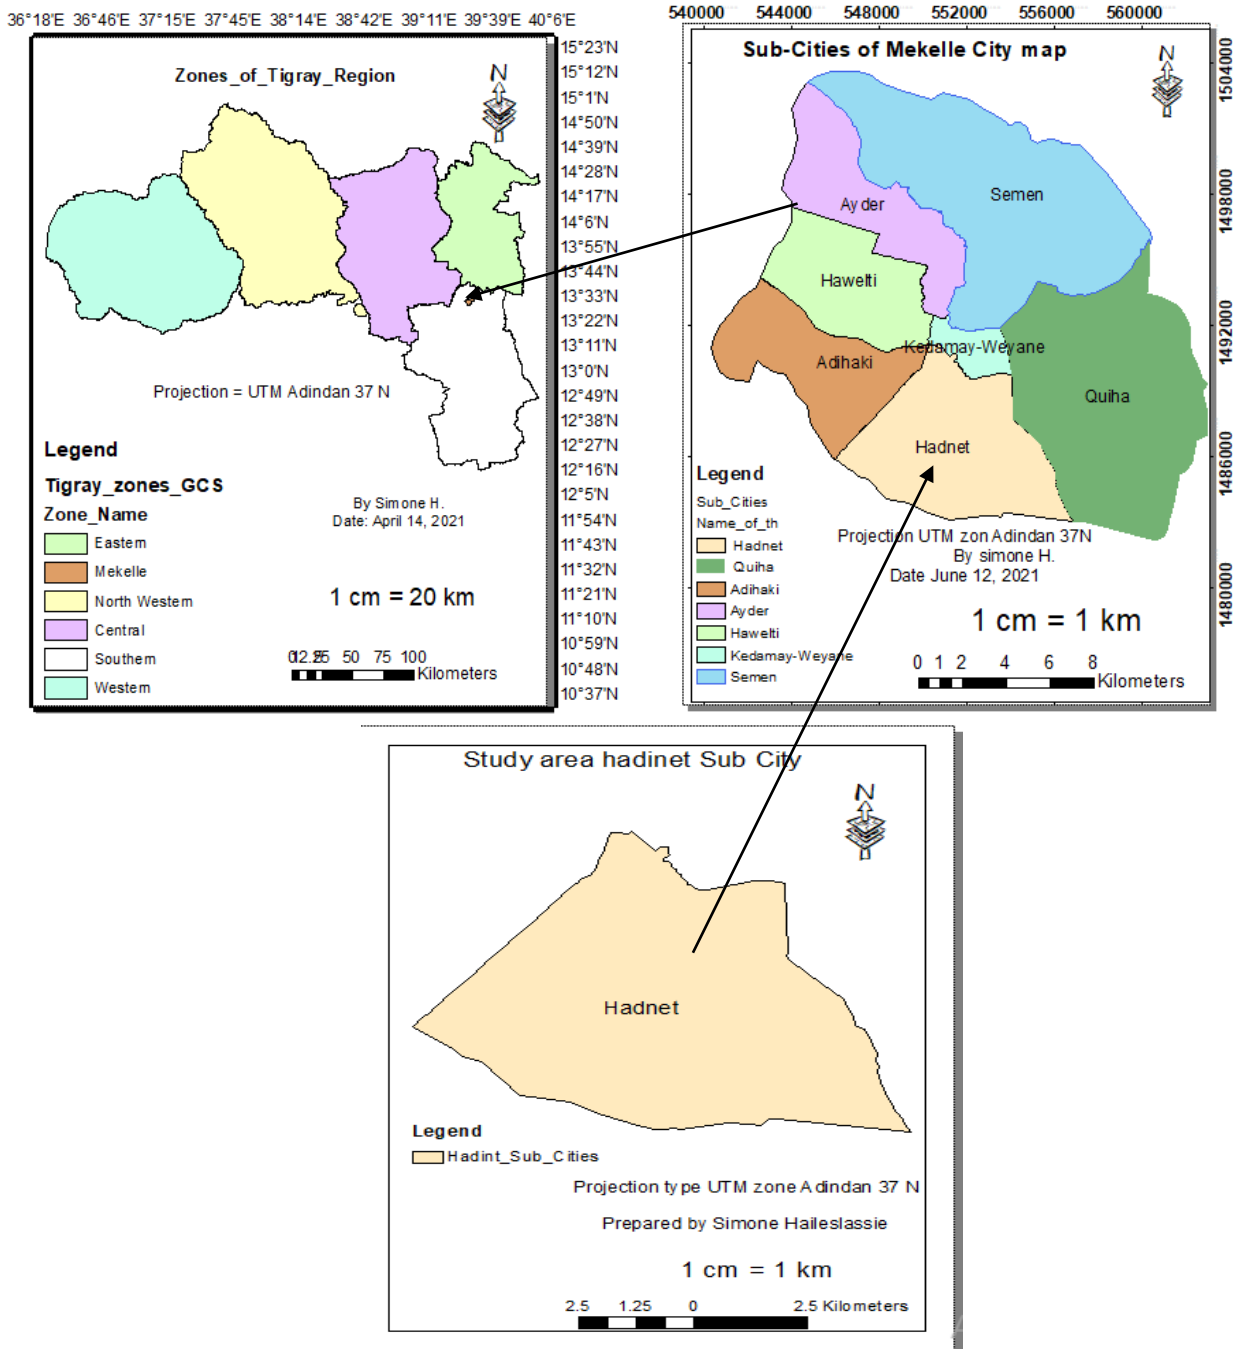 36°18'E 36°46'E 37°15'E 37°45'E 38°14'E 38°42'E 39°11'E 39°39'E 40°6'E
Zones_of_Tigray_Region
N
15°23'N
15°12'N
15°1'N
14°50'N
14°39'N
14°28'N
14°17'N
14°6'N
13°55'N
13°44'N
13°33'N
13°22'N
13°11'N
13°0'N
12°49'N
12°38'N
12°27'N
12°16'N
12°5'N
11°54'N
11°43'N
11°32'N
11°21'N
11°10'N
10°59'N
10°48'N
10°37'N
Projection = UTM Adindan 37 N
Legend
Tigray_zones_GCS
Zone_Name
Eastern
Mekelle
North Western
Central
Southern
Western
By Simone H.
Date: April 14, 2021
1 cm = 20 km
50 75 100
Kilometers
540000 544000 548000 552000 556000 560000
Sub-Cities of Mekelle City map
N
1504000
1498000
1492000
1486000
1480000
Semen
Ayder
Hawelti
Kedamay-Weyane
Adihaki
Quiha
Hadnet
Legend
Sub_Cities
Name_of_th
Hadnet
Quiha
Adihaki
Ayder
Hawelti
Kedamay-Weyane
Semen
Projection UTM zon Adindan 37N
By simone H.
Date June 12, 2021
1 cm = 1 km
0 1 2 4 6 8
Kilometers
Study area hadinet Sub City
N
Hadnet
Legend
Hadint_Sub_Cities
Projection type UTM zone Adindan 37 N
Prepared by Simone Haileslassie
1 cm = 1 km
2.5 1.25 0 2.5 Kilometers